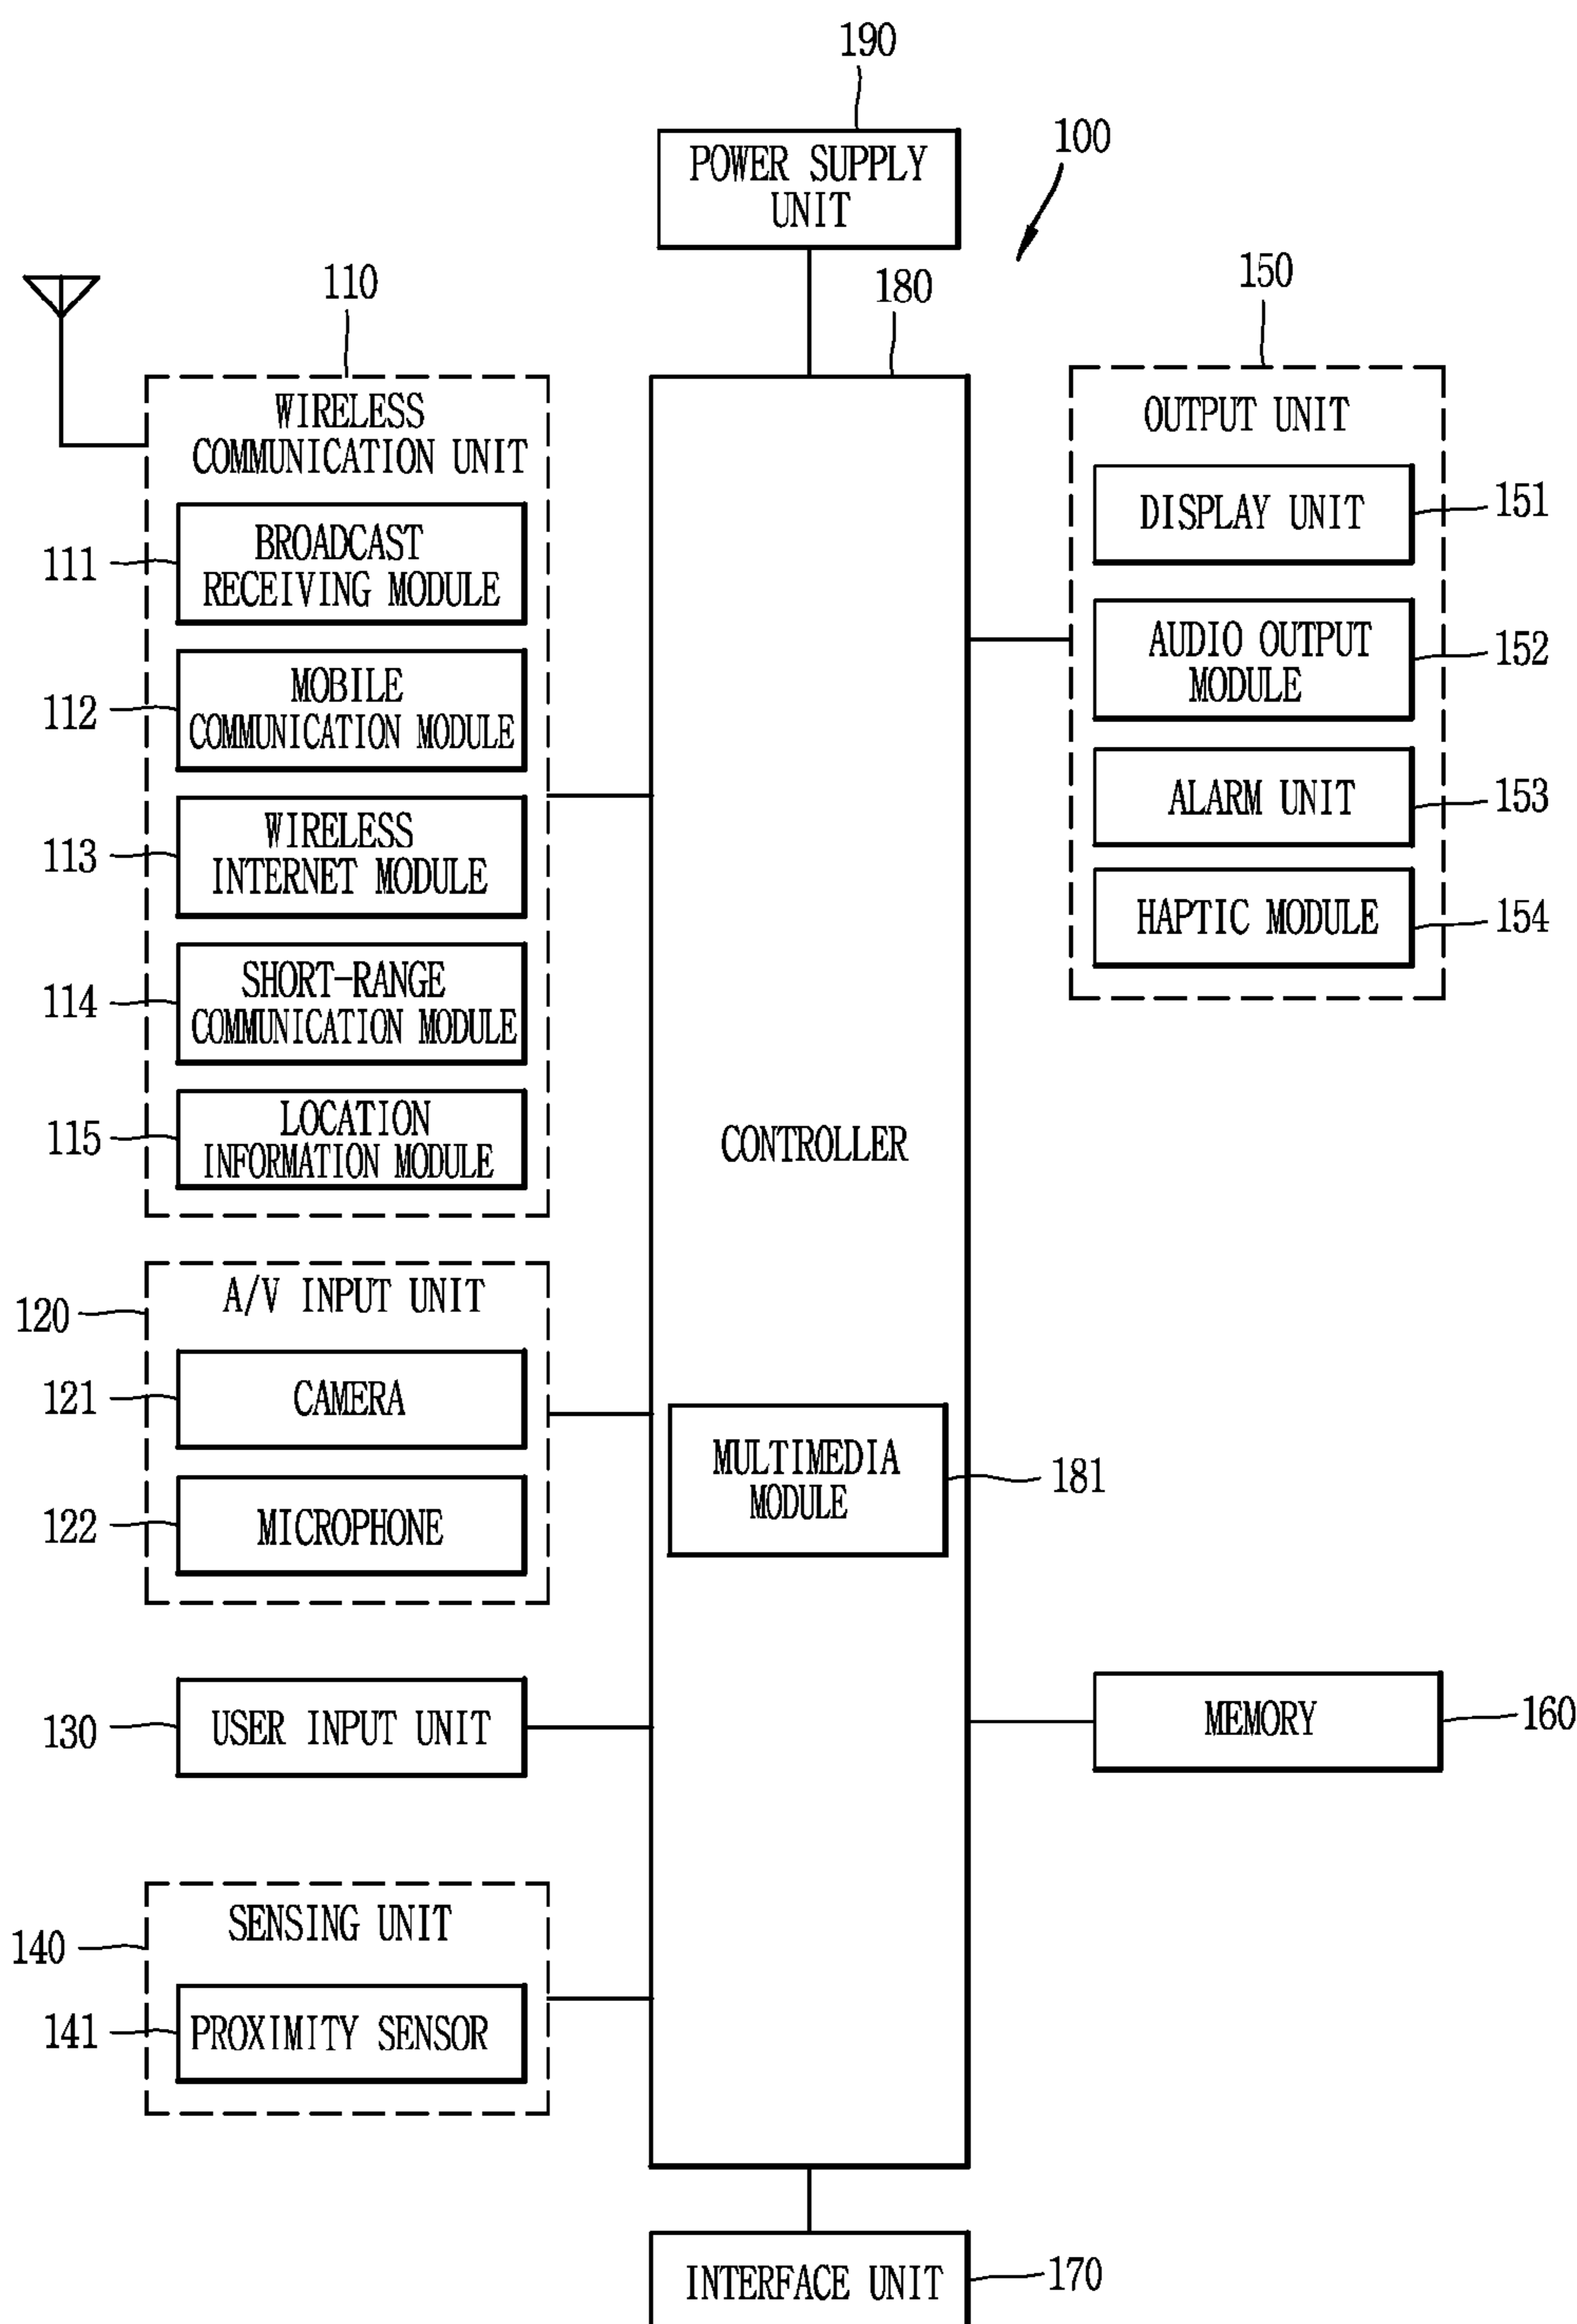 190
POWER SUPPLY
UNIT
100
110
180
150
WIRELESS
COMMUNICATION UNIT
111
BROADCAST
RECEIVING MODULE
112
MOBILE
COMMUNICATION MODULE
113
WIRELESS
INTERNET MODULE
114
SHORT-RANGE
COMMUNICATION MODULE
115
LOCATION
INFORMATION MODULE
120
A/V INPUT UNIT
121
CAMERA
122
MICROPHONE
130
USER INPUT UNIT
140
SENSING UNIT
141
PROXIMITY SENSOR
CONTROLLER
MULTIMEDIA
MODULE
181
OUTPUT UNIT
DISPLAY UNIT
151
AUDIO OUTPUT
MODULE
152
ALARM UNIT
153
HAPTIC MODULE
154
MEMORY
160
INTERFACE UNIT
170